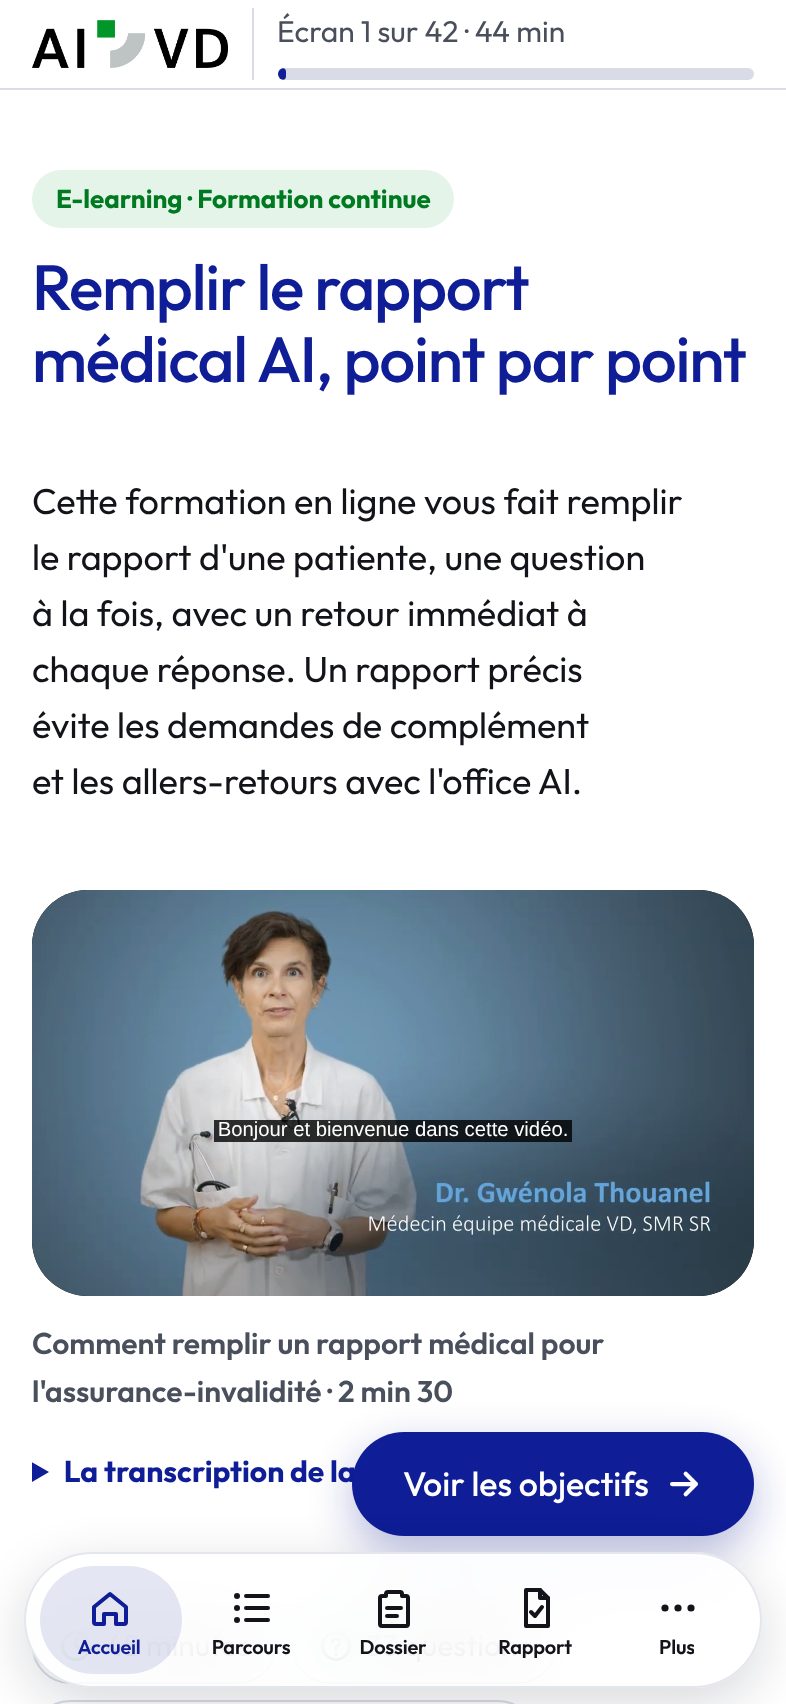 AI VD
Écran 1 sur 42 · 44 min
E-learning · Formation continue
Remplir le rapport
médical AI, point par point
Cette formation en ligne vous fait remplir
le rapport d'une patiente, une question
à la fois, avec un retour immédiat à
chaque réponse. Un rapport précis
évite les demandes de complément
et les allers-retours avec l'office AI.
Bonjour et bienvenue dans cette vidéo.
Dr. Gwénola Thouanel
Médecin équipe médicale VD, SMR SR
Comment remplir un rapport médical pour
l'assurance-invalidité · 2 min 30
La transcription de la
Voir les objectifs
Accueil
Parcours
Dossier
Rapport
Plus